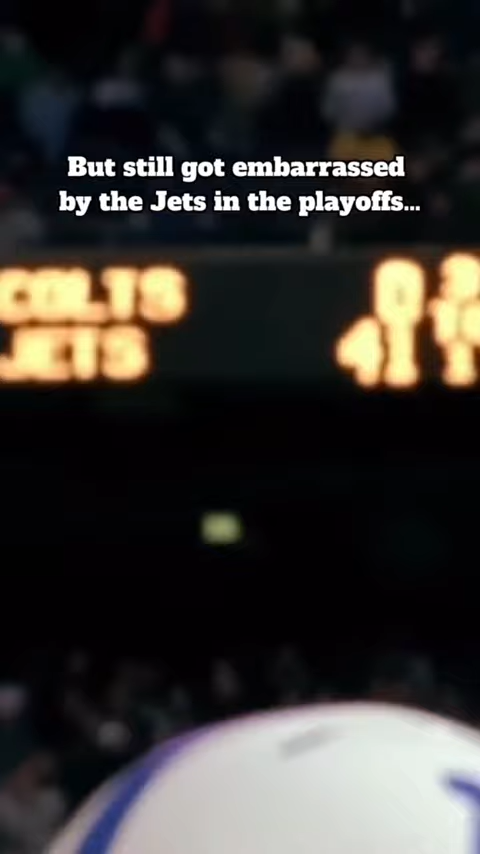 But still got embarrassed
by the Jets in the playoffs...
COLTS 0
JETS 41